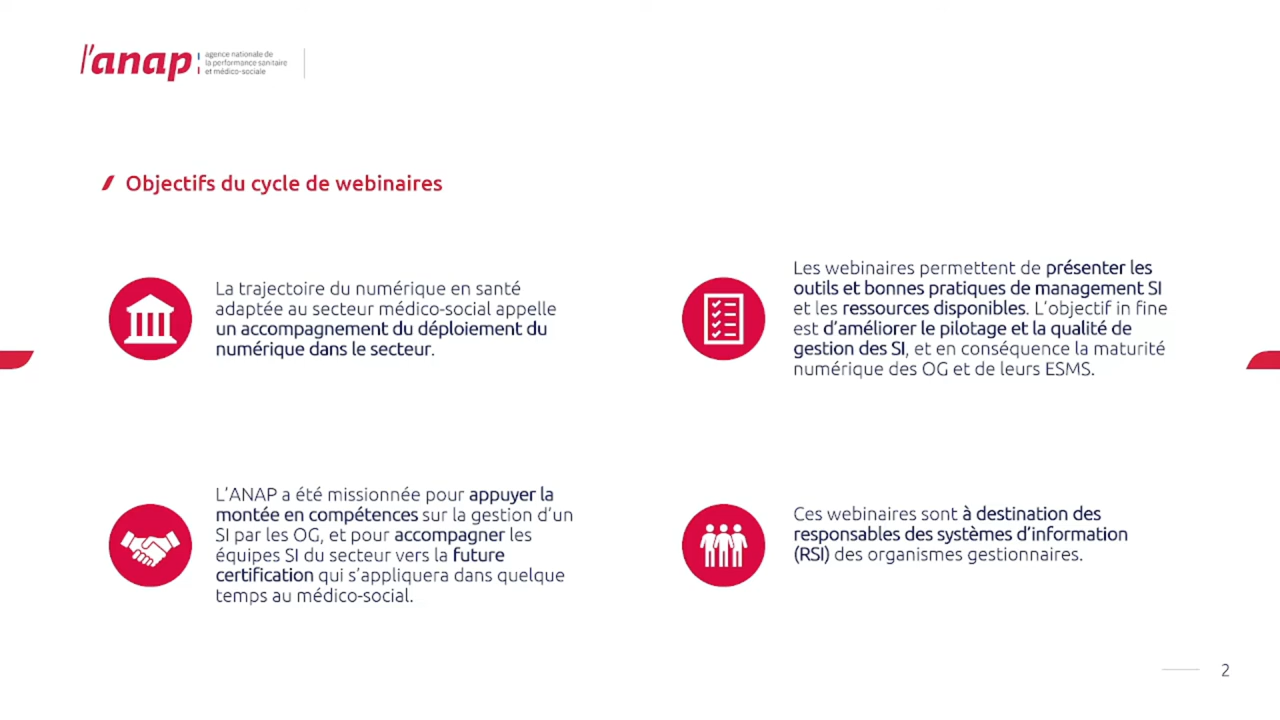 l'anap
agence nationale de
la performance sanitaire
et médico-sociale
Objectifs du cycle de webinaires
La trajectoire du numérique en santé
adaptée au secteur médico-social appelle
un accompagnement du déploiement du
numérique dans le secteur.
Les webinaires permettent de présenter les
outils et bonnes pratiques de management SI
et les ressources disponibles. L'objectif in fine
est d'améliorer le pilotage et la qualité de
gestion des SI, et en conséquence la maturité
numérique des OG et de leurs ESMS.
L'ANAP a été missionnée pour appuyer la
montée en compétences sur la gestion d'un
SI par les OG, et pour accompagner les
équipes SI du secteur vers la future
certification qui s'appliquera dans quelque
temps au médico-social.
Ces webinaires sont à destination des
responsables des systèmes d'information
(RSI) des organismes gestionnaires.
2